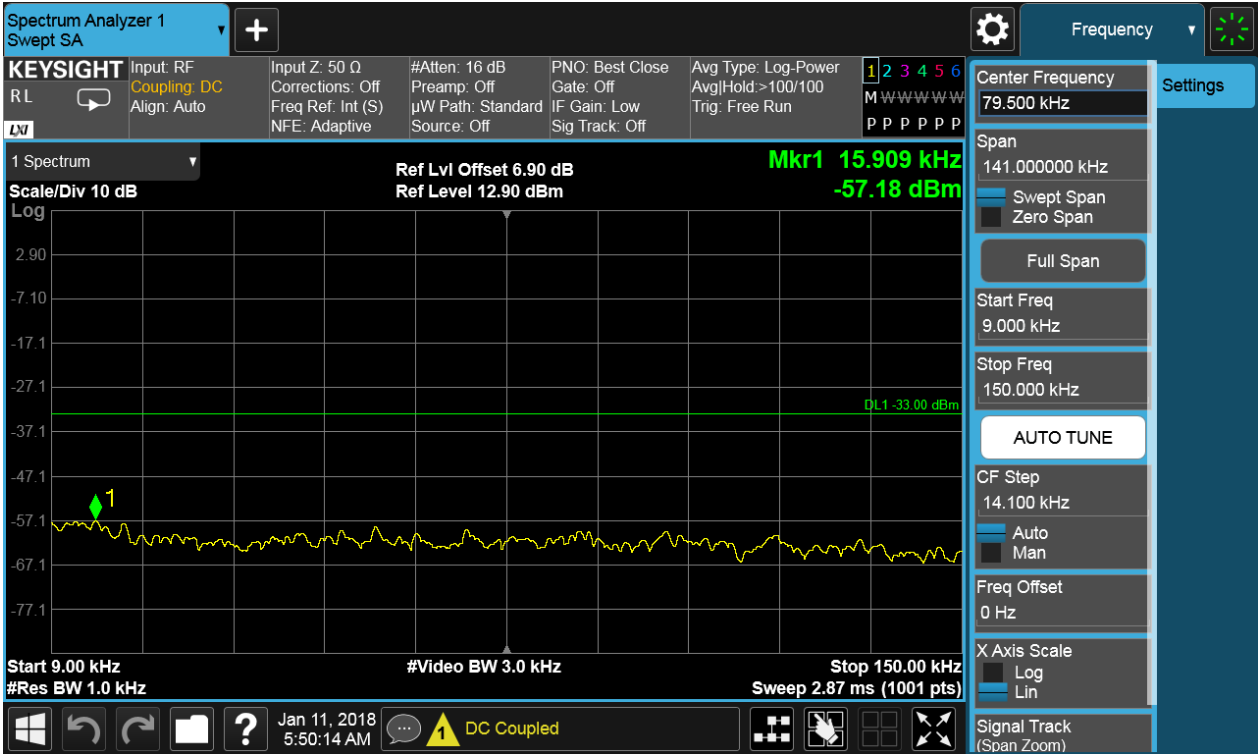 Spectrum Analyzer 1
Swept SA
+
Frequency
KEYSIGHT
R L
LXI
Input: RF
Coupling: DC
Align: Auto
Input Z: 50 Ω
Corrections: Off
Freq Ref: Int (S)
NFE: Adaptive
#Atten: 16 dB
Preamp: Off
µW Path: Standard
Source: Off
PNO: Best Close
Gate: Off
IF Gain: Low
Sig Track: Off
Avg Type: Log-Power
Avg|Hold:>100/100
Trig: Free Run
1 2 3 4 5 6
M W W W W W
P P P P P P
1 Spectrum
Scale/Div 10 dB
Log
Ref Lvl Offset 6.90 dB
Ref Level 12.90 dBm
Mkr1 15.909 kHz
-57.18 dBm
2.90
-7.10
-17.1
-27.1
DL1 -33.00 dBm
-37.1
-47.1
1
-57.1
-67.1
-77.1
Start 9.00 kHz
#Video BW 3.0 kHz
Stop 150.00 kHz
#Res BW 1.0 kHz
Sweep 2.87 ms (1001 pts)
Center Frequency
79.500 kHz
Settings
Span
141.000000 kHz
Swept Span
Zero Span
Full Span
Start Freq
9.000 kHz
Stop Freq
150.000 kHz
AUTO TUNE
CF Step
14.100 kHz
Auto
Man
Freq Offset
0 Hz
X Axis Scale
Log
Lin
Signal Track
(Span Zoom)
?
Jan 11, 2018
5:50:14 AM
1
DC Coupled